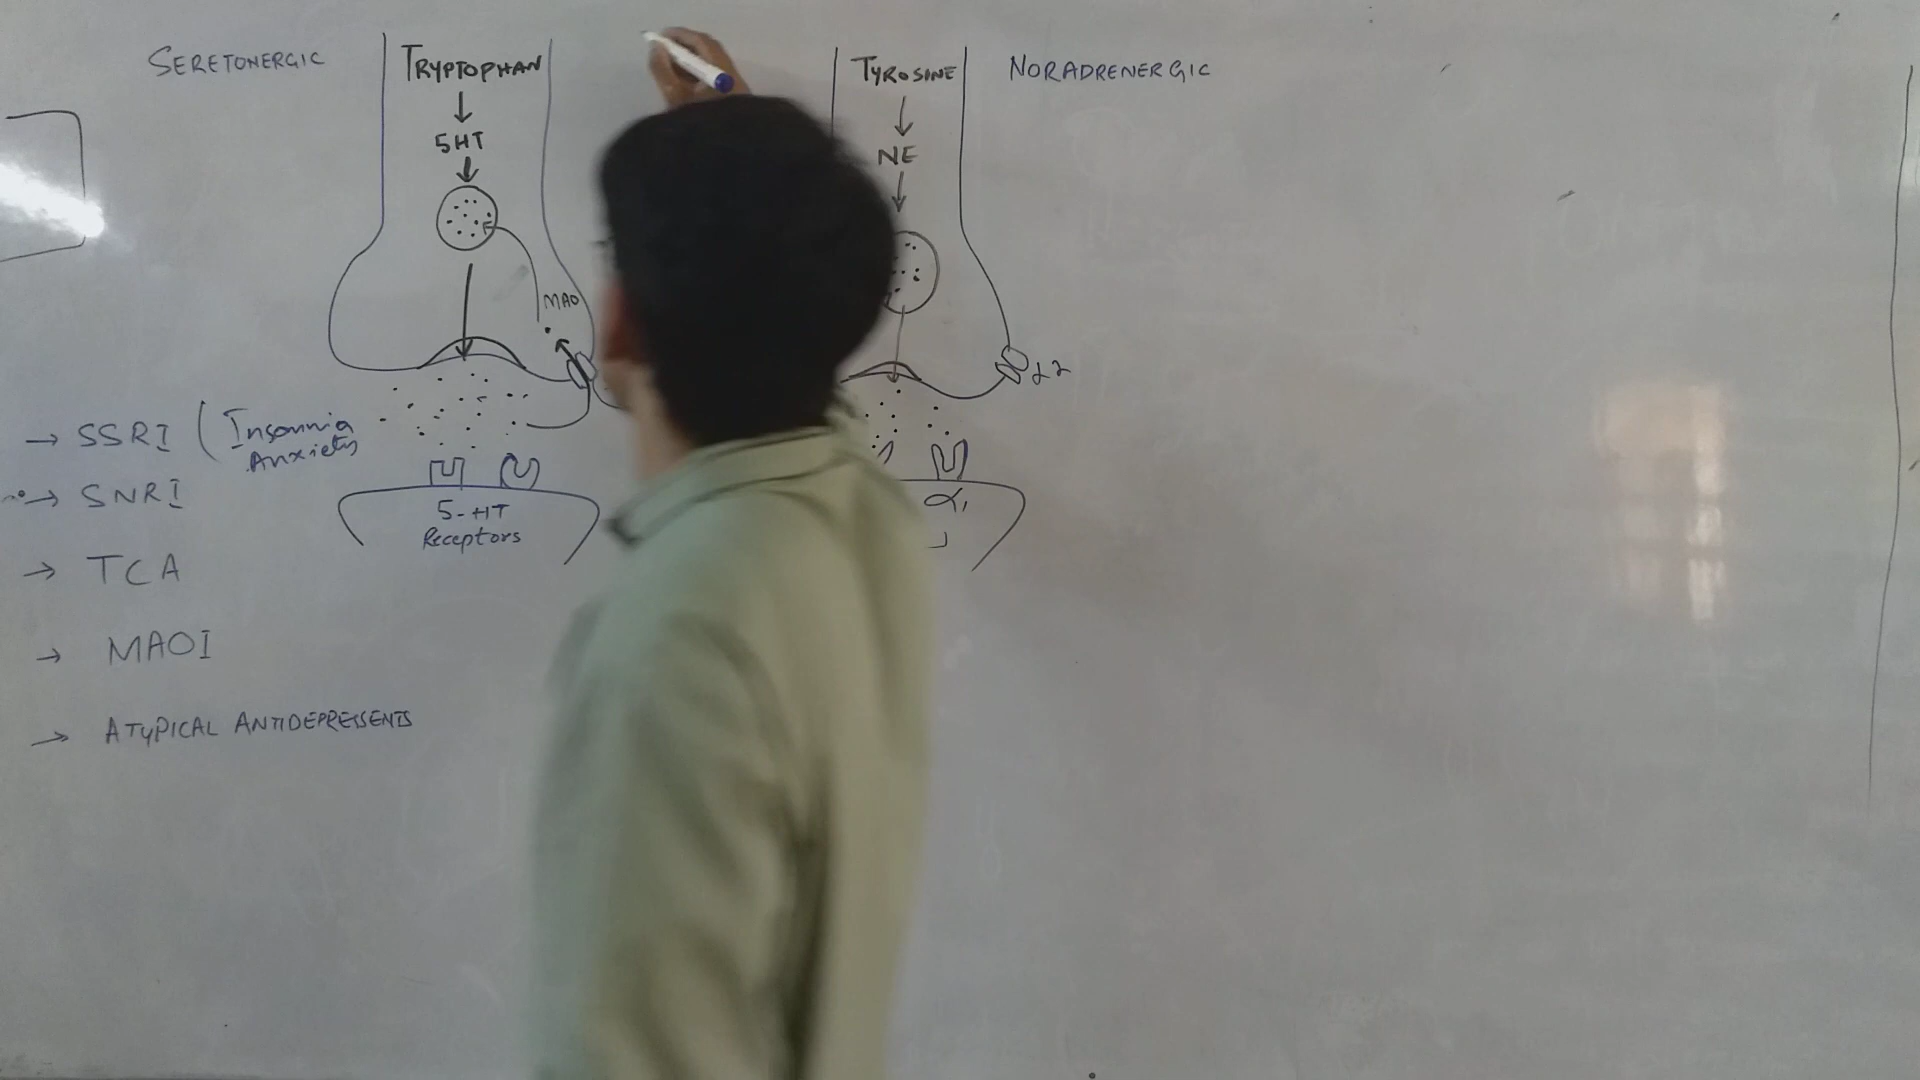 SERETONERGIC
TRYPTOPHAN
5HT
MAO
5-HT
Receptors
TYROSINE
NORADRENERGIC
NE
α2
α1
→ SSRI ( Insomnia
Anxiety
→ SNRI
→ TCA
→ MAOI
→ ATYPICAL ANTIDEPRESSENTS